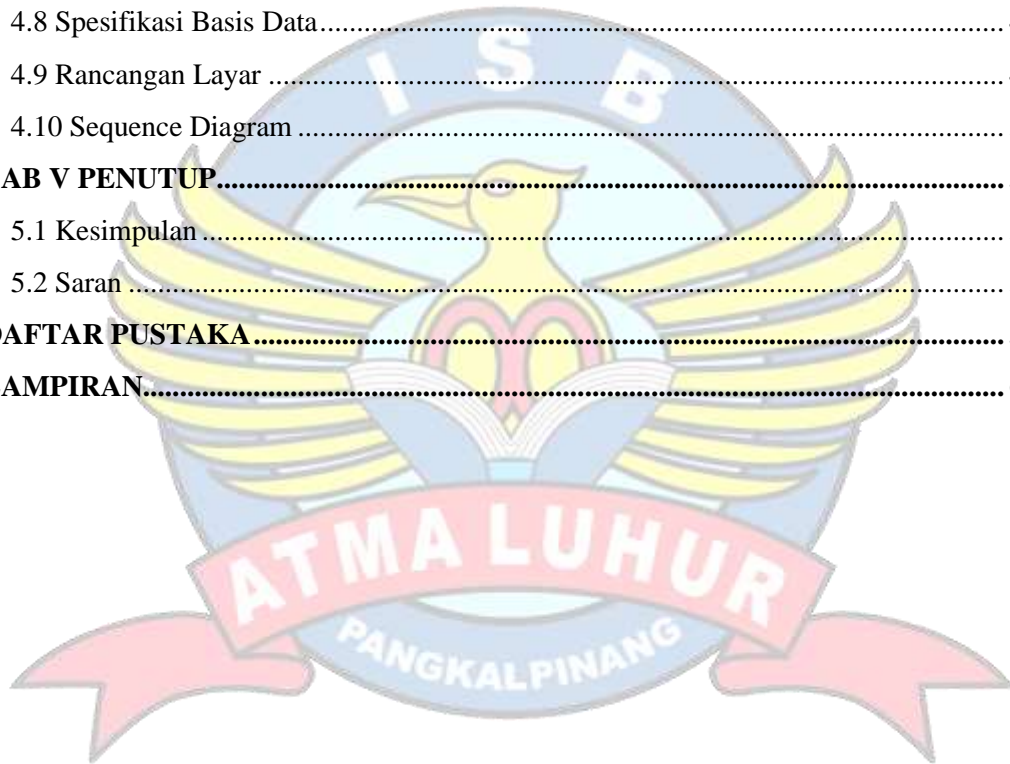 4.8 Spesifikasi Basis Data........................................................................
4.9 Rancangan Layar ........................................................................
4.10 Sequence Diagram ........................................................................
AB V PENUTUP........................................................................
5.1 Kesimpulan ........................................................................
5.2 Saran ........................................................................
DAFTAR PUSTAKA........................................................................
AMPIRAN........................................................................
I S B
ATMA LUHUR
PANGKALPINANG